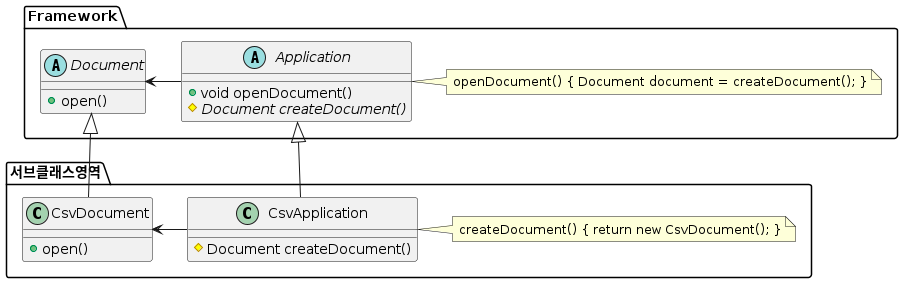 Framework
A Document
open()
A Application
void openDocument()
Document createDocument()
openDocument() { Document document = createDocument(); }
서브클래스영역
C CsvDocument
open()
C CsvApplication
Document createDocument()
createDocument() { return new CsvDocument(); }